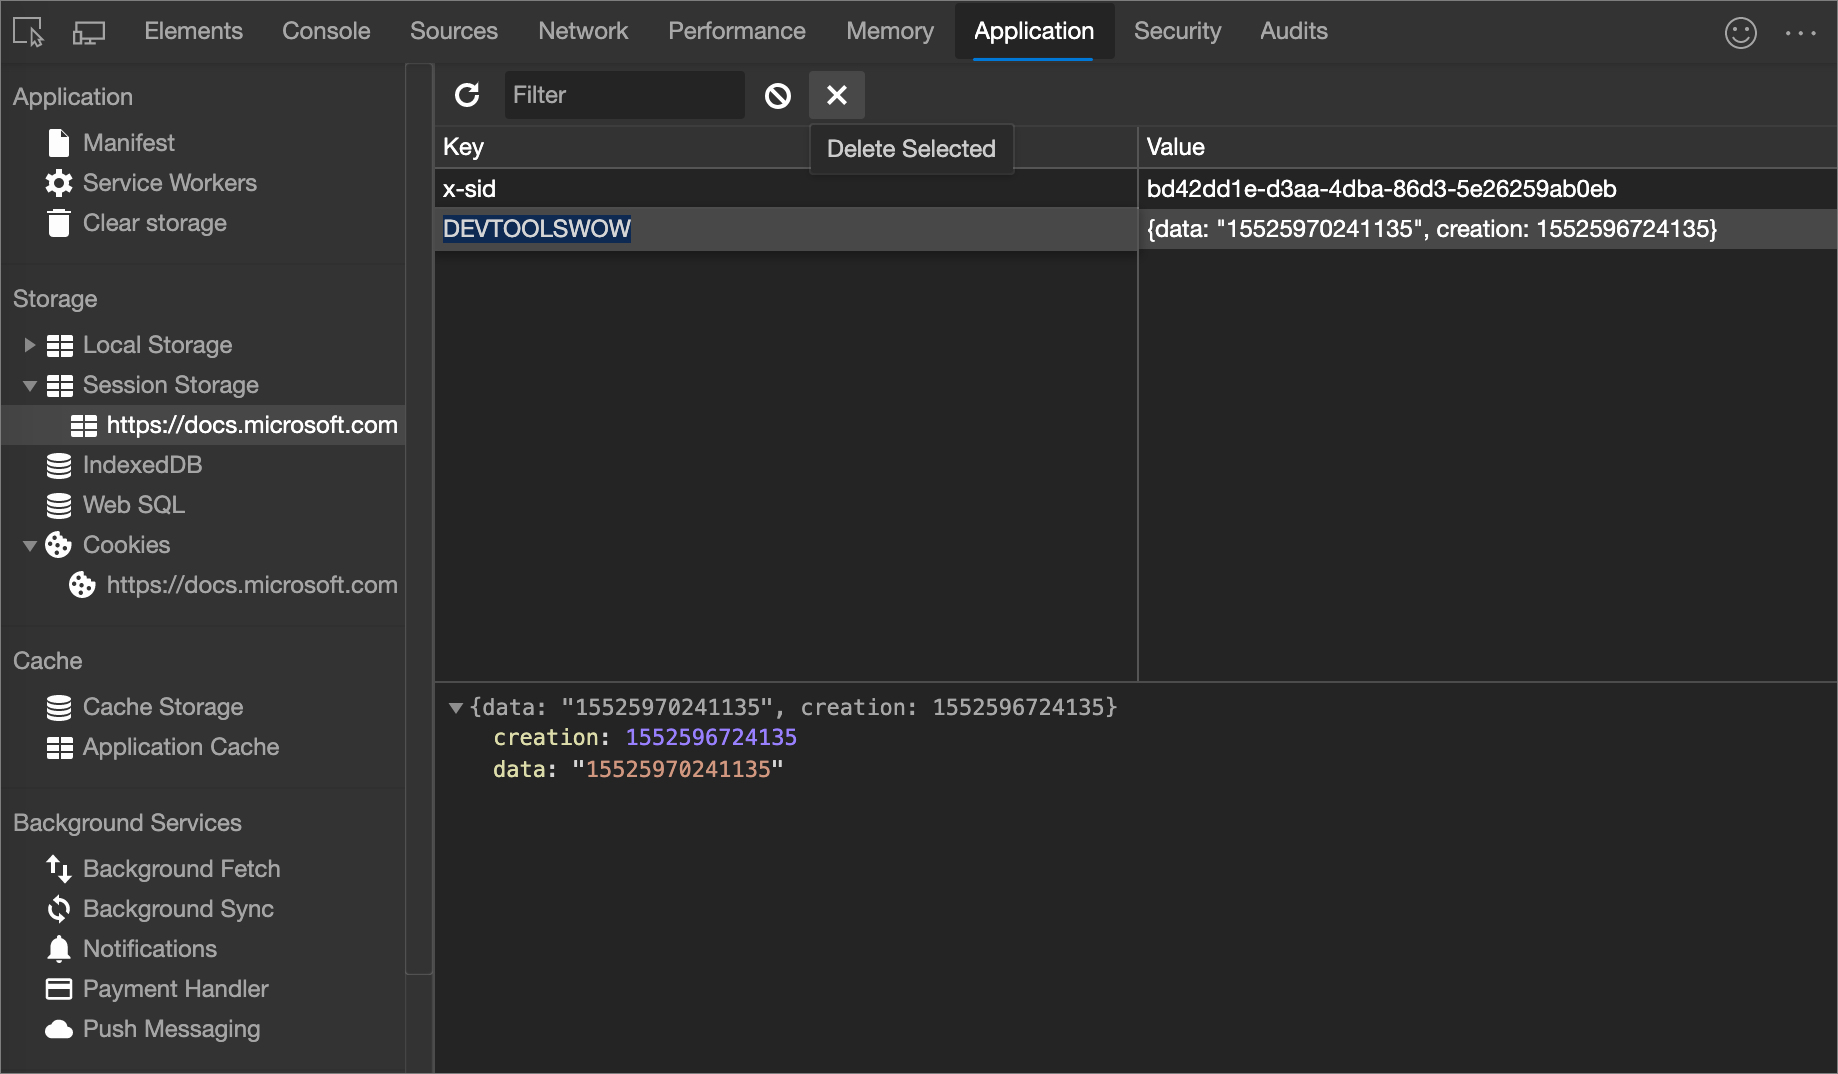 Elements Console Sources Network Performance Memory Application Security Audits
Application
Manifest
Service Workers
Clear storage
Storage
Local Storage
Session Storage
https://docs.microsoft.com
IndexedDB
Web SQL
Cookies
https://docs.microsoft.com
Cache
Cache Storage
Application Cache
Background Services
Background Fetch
Background Sync
Notifications
Payment Handler
Push Messaging
Filter
Delete Selected
Key Value
x-sid bd42dd1e-d3aa-4dba-86d3-5e26259ab0eb
DEVTOOLSWOW {data: "15525970241135", creation: 1552596724135}
{data: "15525970241135", creation: 1552596724135}
creation: 1552596724135
data: "15525970241135"